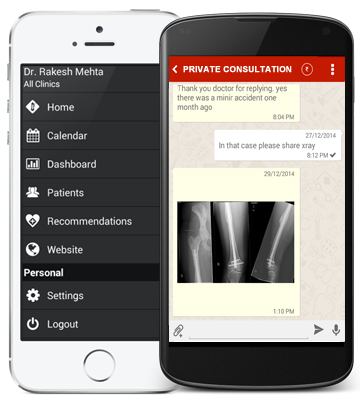 Dr. Rakesh Mehta
All Clinics
Home
Calendar
Dashboard
Patients
Recommendations
Website
Personal
Settings
Logout
PRIVATE CONSULTATION ₹
Thank you doctor for replying. yes
there was a minir accident one
month ago
8:04 PM
27/12/2014
In that case please share xray
8:12 PM
29/12/2014
1:10 PM